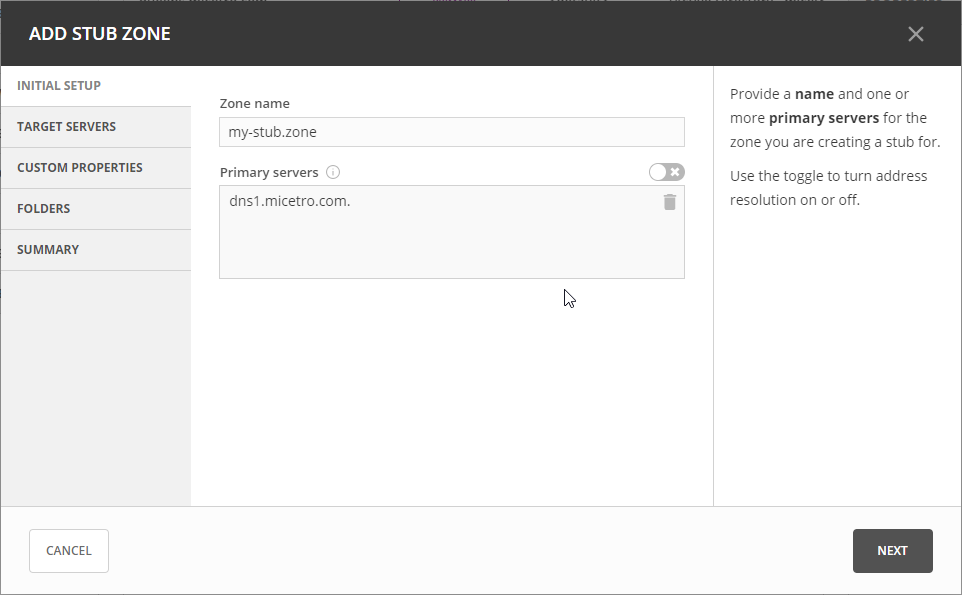 ADD STUB ZONE
INITIAL SETUP
TARGET SERVERS
CUSTOM PROPERTIES
FOLDERS
SUMMARY
Zone name
my-stub.zone
Primary servers
dns1.micetro.com.
Provide a name and one or
more primary servers for the
zone you are creating a stub for.
Use the toggle to turn address
resolution on or off.
CANCEL
NEXT